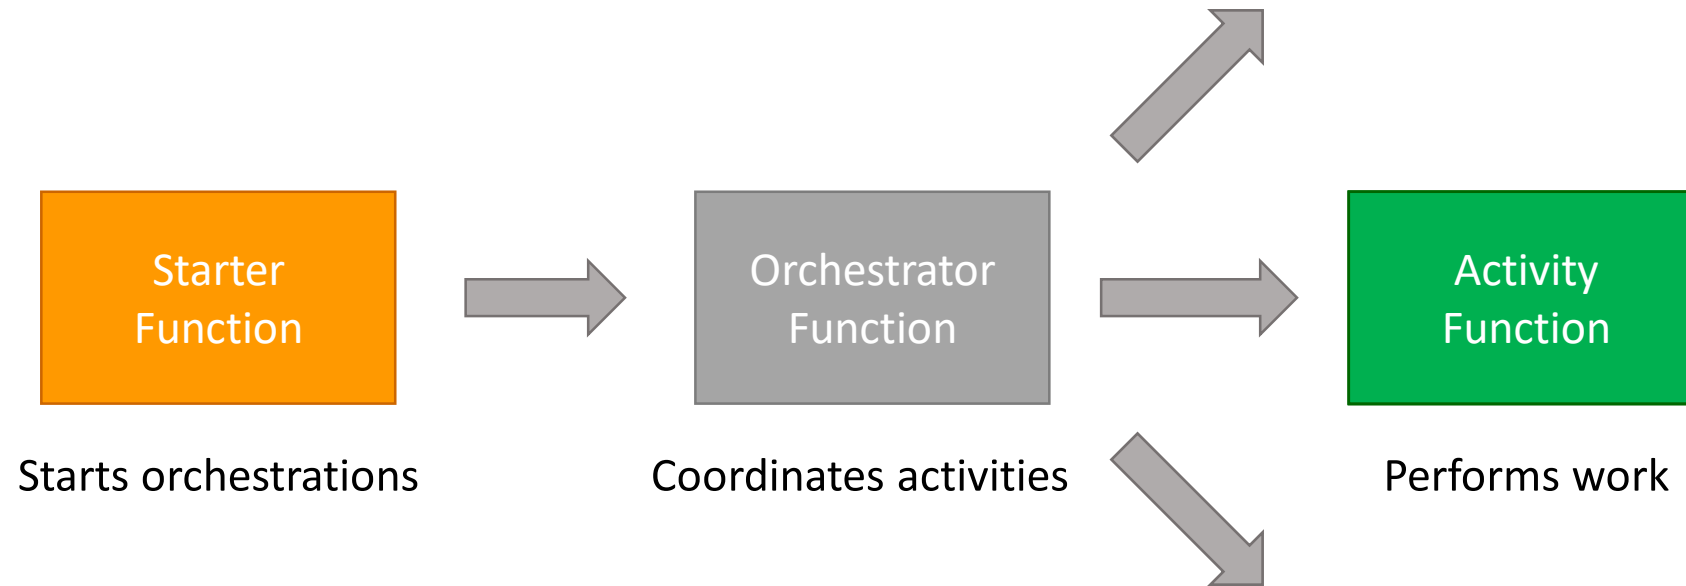 Starter
Function
Orchestrator
Function
Activity
Function
Starts orchestrations
Coordinates activities
Performs work